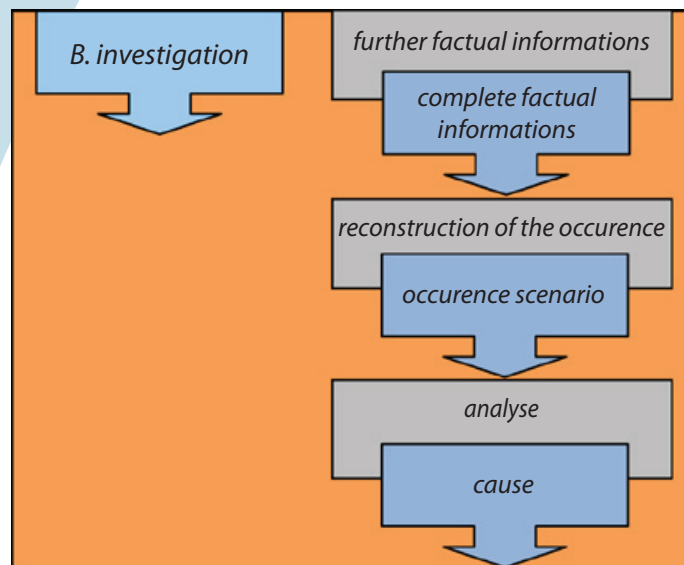 B. investigation
further factual informations
complete factual
informations
reconstruction of the occurence
occurence scenario
analyse
cause